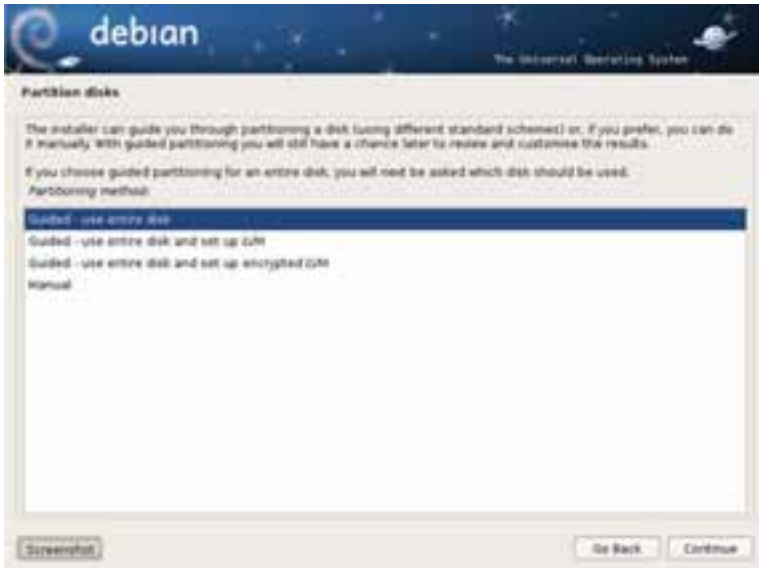 debian
The Universal Operating System
Partition disks
The installer can guide you through partitioning a disk (using different standard schemes) or, if you prefer, you can do
it manually. With guided partitioning you will still have a chance later to review and customise the results.
If you choose guided partitioning for an entire disk, you will next be asked which disk should be used.
Partitioning method:
Guided - use entire disk
Guided - use entire disk and set up LVM
Guided - use entire disk and set up encrypted LVM
Manual
Screenshot
Go Back
Continue